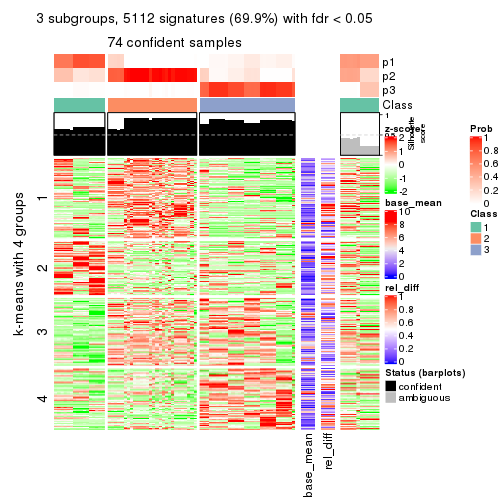 3 subgroups, 5112 signatures (69.9%) with fdr < 0.05
74 confident samples
p1
p2
p3
Class
1
0.5
0
Silhouette
score
k-means with 4 groups
1
2
3
4
base_mean
rel_diff
z-score
2
1
0
-1
-2
base_mean
10
8
6
4
2
0
rel_diff
1
0.8
0.6
0.4
0.2
0
Status (barplots)
confident
ambiguous
Prob
1
0.8
0.6
0.4
0.2
0
Class
1
2
3